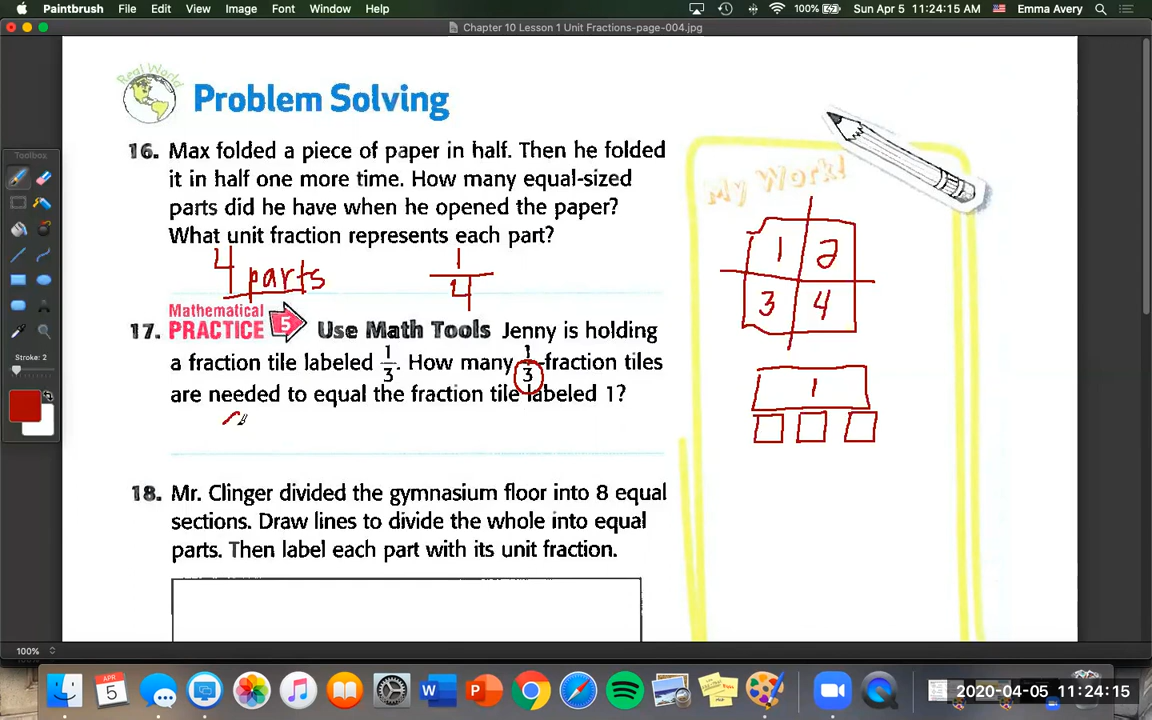 Paintbrush File Edit View Image Font Window Help 100% Sun Apr 5 11:24:15 AM Emma Avery
Chapter 10 Lesson 1 Unit Fractions-page-004.jpg
Toolbox
Stroke: 2
Real World
Problem Solving
16. Max folded a piece of paper in half. Then he folded
it in half one more time. How many equal-sized
parts did he have when he opened the paper?
What unit fraction represents each part?
4 parts 1/4
My Work!
1 2
3 4
1
Mathematical
PRACTICE 5
17. Use Math Tools Jenny is holding
a fraction tile labeled 1/3. How many 1/3-fraction tiles
are needed to equal the fraction tile labeled 1?
18. Mr. Clinger divided the gymnasium floor into 8 equal
sections. Draw lines to divide the whole into equal
parts. Then label each part with its unit fraction.
100%
APR
5
W
P
2020-04-05 11:24:15